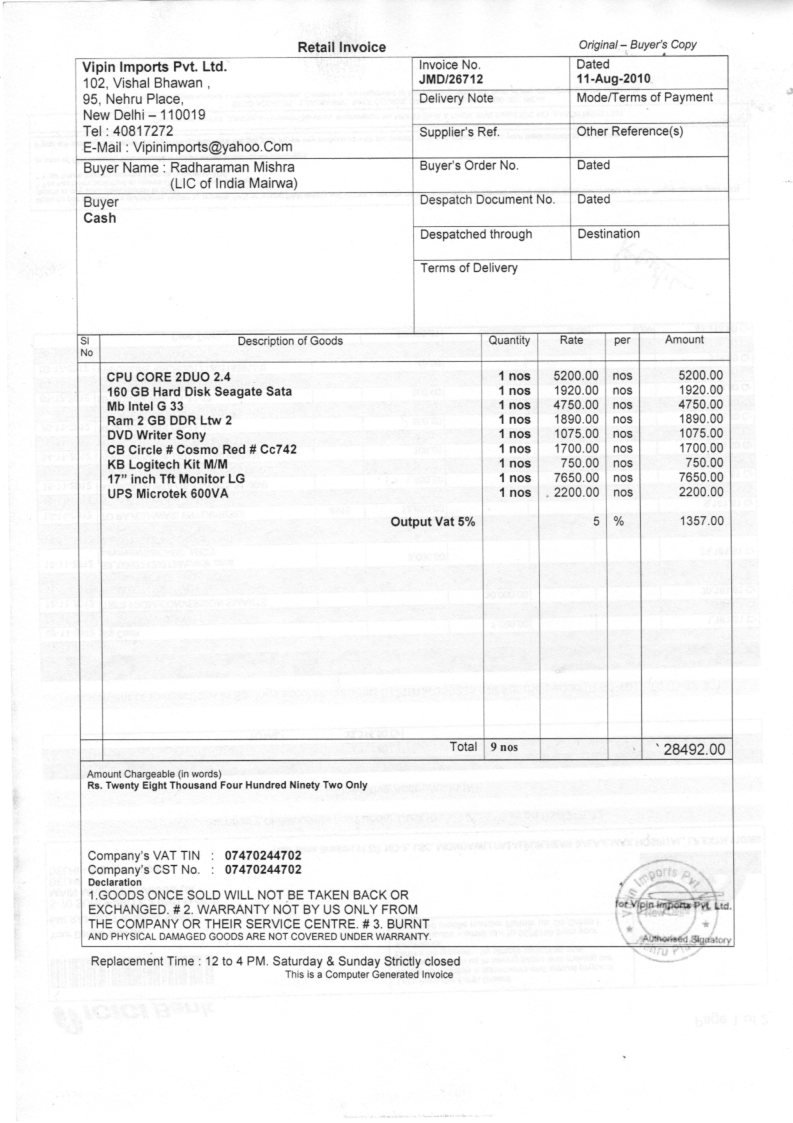 Retail Invoice
Original – Buyer's Copy
Vipin Imports Pvt. Ltd.
102, Vishal Bhawan ,
95, Nehru Place,
New Delhi – 110019
Tel : 40817272
E-Mail : Vipinimports@yahoo.Com
Invoice No.
JMD/26712
Dated
11-Aug-2010
Delivery Note
Mode/Terms of Payment
Supplier's Ref.
Other Reference(s)
Buyer Name : Radharaman Mishra
(LIC of India Mairwa)
Buyer's Order No.
Dated
Buyer
Cash
Despatch Document No.
Dated
Despatched through
Destination
Terms of Delivery
Sl No Description of Goods Quantity Rate per Amount
CPU CORE 2DUO 2.4 1 nos 5200.00 nos 5200.00
160 GB Hard Disk Seagate Sata 1 nos 1920.00 nos 1920.00
Mb Intel G 33 1 nos 4750.00 nos 4750.00
Ram 2 GB DDR Ltw 2 1 nos 1890.00 nos 1890.00
DVD Writer Sony 1 nos 1075.00 nos 1075.00
CB Circle # Cosmo Red # Cc742 1 nos 1700.00 nos 1700.00
KB Logitech Kit M/M 1 nos 750.00 nos 750.00
17" inch Tft Monitor LG 1 nos 7650.00 nos 7650.00
UPS Microtek 600VA 1 nos 2200.00 nos 2200.00
Output Vat 5% 5 % 1357.00
Total 9 nos 28492.00
Amount Chargeable (in words)
Rs. Twenty Eight Thousand Four Hundred Ninety Two Only
Company's VAT TIN : 07470244702
Company's CST No. : 07470244702
Declaration
1.GOODS ONCE SOLD WILL NOT BE TAKEN BACK OR
EXCHANGED. # 2. WARRANTY NOT BY US ONLY FROM
THE COMPANY OR THEIR SERVICE CENTRE. # 3. BURNT
AND PHYSICAL DAMAGED GOODS ARE NOT COVERED UNDER WARRANTY.
for Vipin Imports Pvt. Ltd.
Authorised Signatory
Vipin Imports Pvt.
New Delhi
Replacement Time : 12 to 4 PM. Saturday & Sunday Strictly closed
This is a Computer Generated Invoice